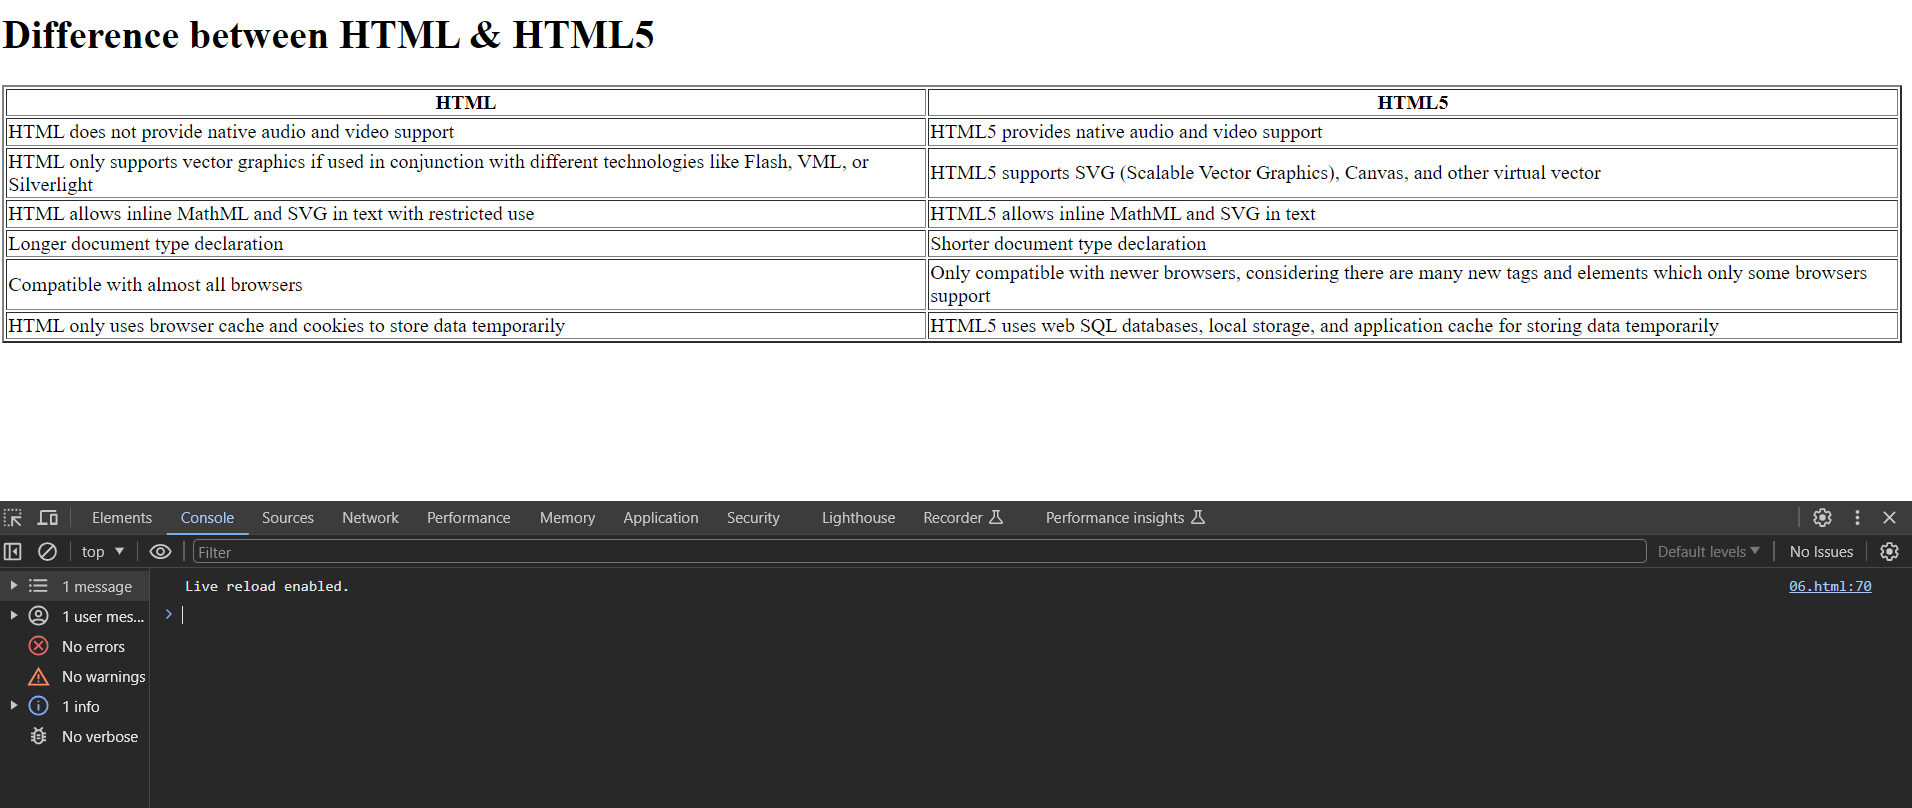 Difference between HTML & HTML5
HTML HTML5
HTML does not provide native audio and video support HTML5 provides native audio and video support
HTML only supports vector graphics if used in conjunction with different technologies like Flash, VML, or
Silverlight
HTML5 supports SVG (Scalable Vector Graphics), Canvas, and other virtual vector
HTML allows inline MathML and SVG in text with restricted use HTML5 allows inline MathML and SVG in text
Longer document type declaration Shorter document type declaration
Compatible with almost all browsers
Only compatible with newer browsers, considering there are many new tags and elements which only some browsers
support
HTML only uses browser cache and cookies to store data temporarily HTML5 uses web SQL databases, local storage, and application cache for storing data temporarily
Elements Console Sources Network Performance Memory Application Security Lighthouse Recorder Performance insights
top Filter Default levels No Issues
1 message
Live reload enabled. 06.html:70
1 user mes...
No errors
No warnings
1 info
No verbose